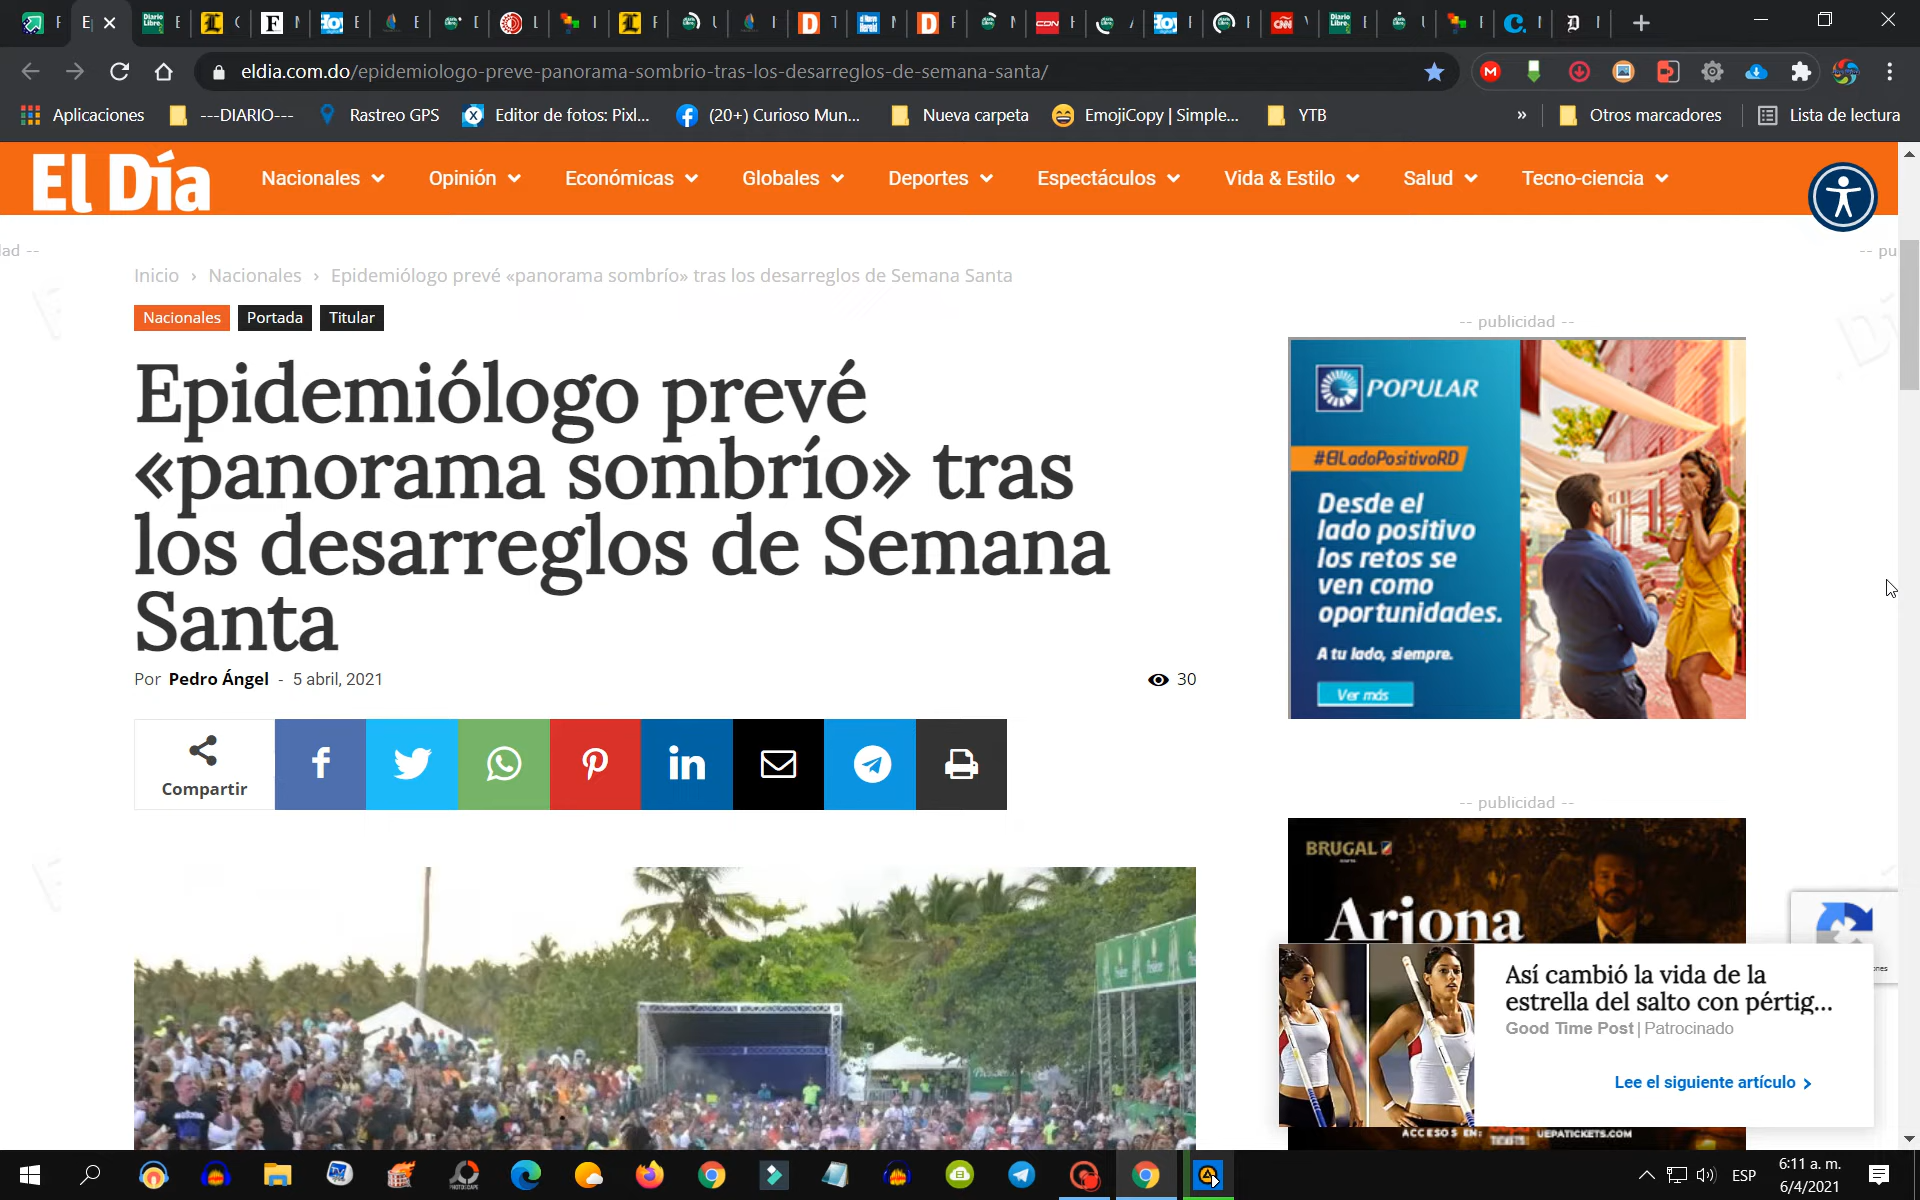 eldia.com.do/epidemiologo-preve-panorama-sombrio-tras-los-desarreglos-de-semana-santa/
Aplicaciones
---DIARIO---
Rastreo GPS
Editor de fotos: Pixl...
(20+) Curioso Mun...
Nueva carpeta
EmojiCopy | Simple...
YTB
»
Otros marcadores
Lista de lectura
El Día
Nacionales
Opinión
Económicas
Globales
Deportes
Espectáculos
Vida & Estilo
Salud
Tecno-ciencia
Inicio › Nacionales › Epidemiólogo prevé «panorama sombrío» tras los desarreglos de Semana Santa
Nacionales
Portada
Titular
Epidemiólogo prevé
«panorama sombrío» tras
los desarreglos de Semana
Santa
Por Pedro Ángel - 5 abril, 2021
30
Compartir
-- publicidad --
POPULAR
#ElLadoPositivoRD
Desde el
lado positivo
los retos se
ven como
oportunidades.
A tu lado, siempre.
Ver más
-- publicidad --
BRUGAL
Arjona
Así cambió la vida de la
estrella del salto con pértig...
Good Time Post | Patrocinado
Lee el siguiente artículo
ACCESOS EN:
UEPATICKETS.COM
ESP
6:11 a. m.
6/4/2021